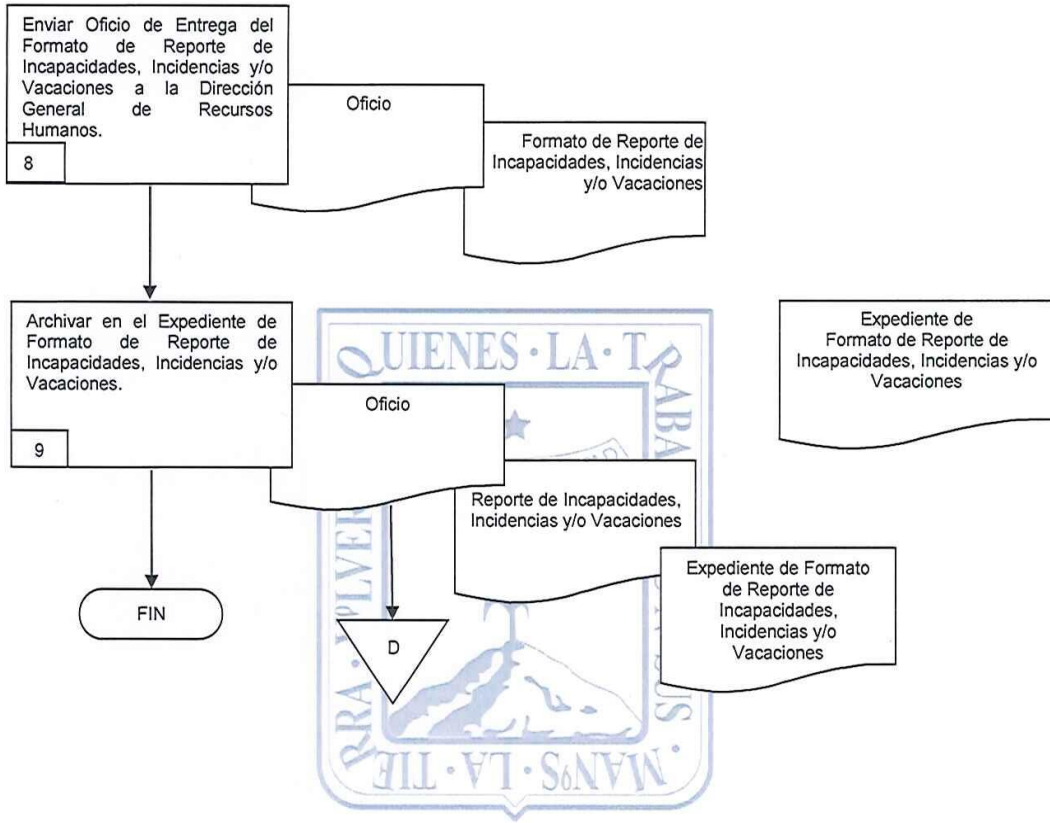 Enviar Oficio de Entrega del
Formato de Reporte de
Incapacidades, Incidencias y/o
Vacaciones a la Dirección
General de Recursos
Humanos.
8
Oficio
Formato de Reporte de
Incapacidades, Incidencias
y/o Vacaciones
Archivar en el Expediente de
Formato de Reporte de
Incapacidades, Incidencias y/o
Vacaciones.
9
Oficio
Reporte de Incapacidades,
Incidencias y/o Vacaciones
Expediente de Formato
de Reporte de
Incapacidades,
Incidencias y/o
Vacaciones
Expediente de
Formato de Reporte de
Incapacidades, Incidencias y/o
Vacaciones
FIN
D
QUIENES · LA · TRABA
MANºS · LA · TIE
RRA · Y